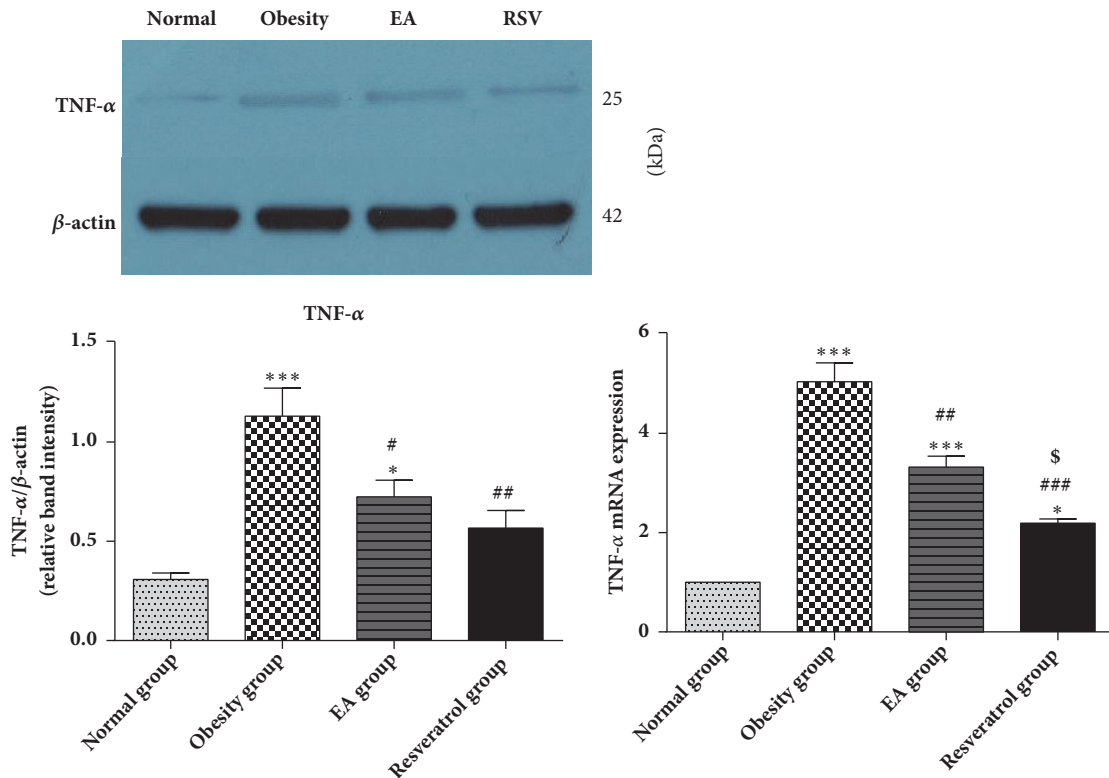 Normal Obesity EA RSV
TNF-α
25
β-actin
42
(kDa)
TNF-α
TNF-α/β-actin
(relative band intensity)
1.5
1.0
0.5
0.0
***
#
*
##
Normal group
Obesity group
EA group
Resveratrol group
TNF-α mRNA expression
6
4
2
0
***
##
***
$
###
*
Normal group
Obesity group
EA group
Resveratrol group